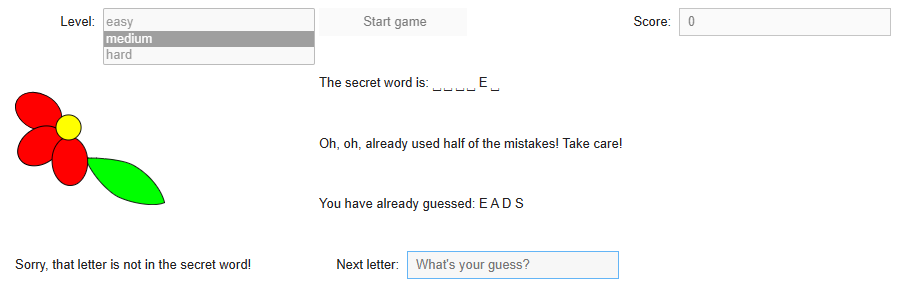 Level: easy Start game Score: 0
medium
hard
The secret word is: _ _ _ _ E _
Oh, oh, already used half of the mistakes! Take care!
You have already guessed: E A D S
Sorry, that letter is not in the secret word! Next letter: What's your guess?